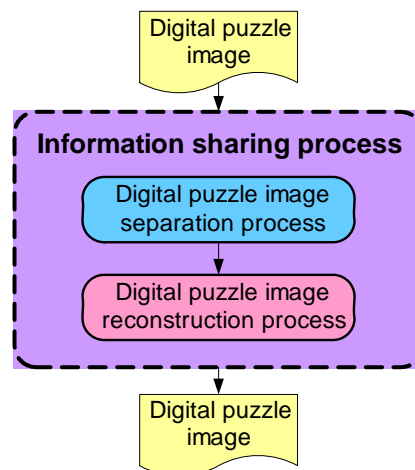 Digital puzzle
image
Information sharing process
Digital puzzle image
separation process
Digital puzzle image
reconstruction process
Digital puzzle
image